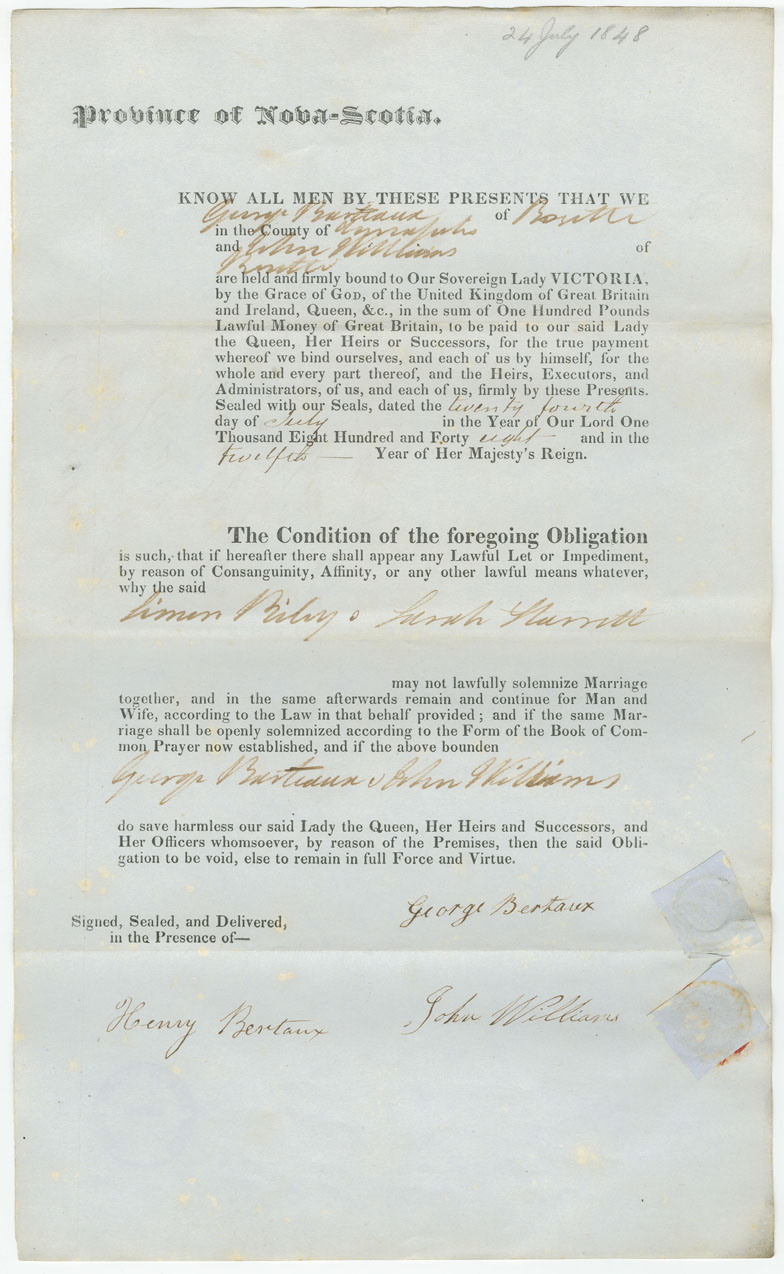 24 July 1848
Province of Nova-Scotia.
KNOW ALL MEN BY THESE PRESENTS THAT WE
George Barteaux of
in the County of Annapolis
and John Williams of
are held and firmly bound to Our Sovereign Lady VICTORIA,
by the Grace of GOD, of the United Kingdom of Great Britain
and Ireland, Queen, &c., in the sum of One Hundred Pounds
Lawful Money of Great Britain, to be paid to our said Lady
the Queen, Her Heirs or Successors, for the true payment
whereof we bind ourselves, and each of us by himself, for the
whole and every part thereof, and the Heirs, Executors, and
Administrators, of us, and each of us, firmly by these Presents.
Sealed with our Seals, dated the twenty fourth
day of July in the Year of Our Lord One
Thousand Eight Hundred and Forty eight and in the
twelfth Year of Her Majesty's Reign.
The Condition of the foregoing Obligation
is such, that if hereafter there shall appear any Lawful Let or Impediment,
by reason of Consanguinity, Affinity, or any other lawful means whatever,
why the said
Simon Riley & Sarah Starrett
may not lawfully solemnize Marriage
together, and in the same afterwards remain and continue for Man and
Wife, according to the Law in that behalf provided; and if the same Mar-
riage shall be openly solemnized according to the Form of the Book of Com-
mon Prayer now established, and if the above bounden
George Barteaux & John Williams
do save harmless our said Lady the Queen, Her Heirs and Successors, and
Her Officers whomsoever, by reason of the Premises, then the said Obli-
gation to be void, else to remain in full Force and Virtue.
George Bertaux
Signed, Sealed, and Delivered,
in the Presence of—
Henry Bertaux John Williams